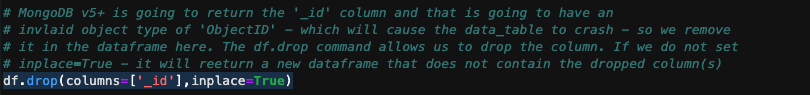 # MongoDB v5+ is going to return the '_id' column and that is going to have an
# invlaid object type of 'ObjectID' - which will cause the data_table to crash - so we remove
# it in the dataframe here. The df.drop command allows us to drop the column. If we do not set
# inplace=True - it will reeturn a new dataframe that does not contain the dropped column(s)
df.drop(columns=['_id'],inplace=True)